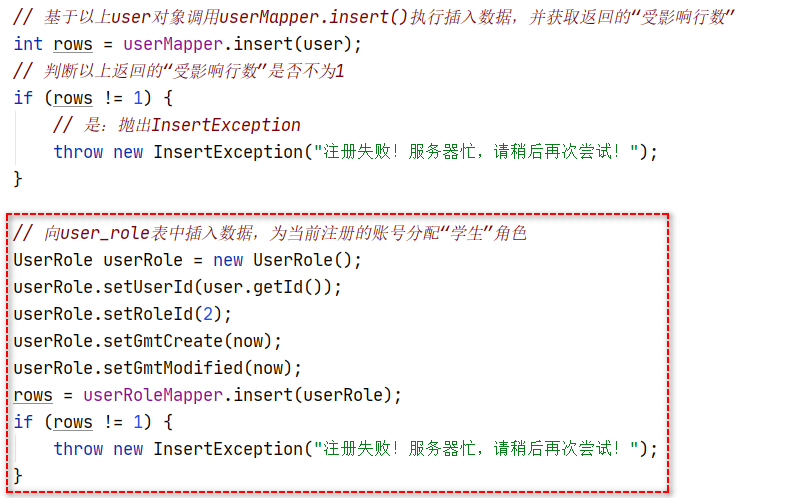 // 基于以上user对象调用userMapper.insert()执行插入数据，并获取返回的“受影响行数”
int rows = userMapper.insert(user);
// 判断以上返回的“受影响行数”是否不为1
if (rows != 1) {
    // 是：抛出InsertException
    throw new InsertException("注册失败！服务器忙，请稍后再次尝试！");
}
// 向user_role表中插入数据，为当前注册的账号分配“学生”角色
UserRole userRole = new UserRole();
userRole.setUserId(user.getId());
userRole.setRoleId(2);
userRole.setGmtCreate(now);
userRole.setGmtModified(now);
rows = userRoleMapper.insert(userRole);
if (rows != 1) {
    throw new InsertException("注册失败！服务器忙，请稍后再次尝试！");
}